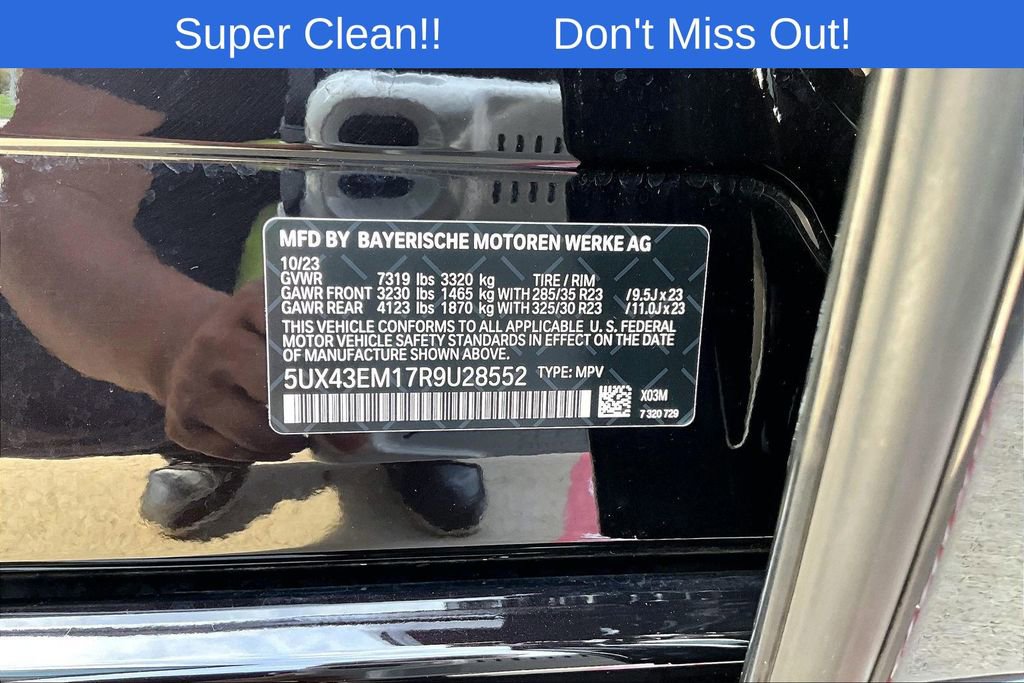 Super Clean!! Don't Miss Out!
MFD BY BAYERISCHE MOTOREN WERKE AG
10/23
GVWR 7319 lbs 3320 kg TIRE / RIM
GAWR FRONT 3230 lbs 1465 kg WITH 285/35 R23 /9.5J x 23
GAWR REAR 4123 lbs 1870 kg WITH 325/30 R23 /11.0J x 23
THIS VEHICLE CONFORMS TO ALL APPLICABLE U. S. FEDERAL
MOTOR VEHICLE SAFETY STANDARDS IN EFFECT ON THE DATE
OF MANUFACTURE SHOWN ABOVE.
5UX43EM17R9U28552 TYPE: MPV
X03M
7 320 729